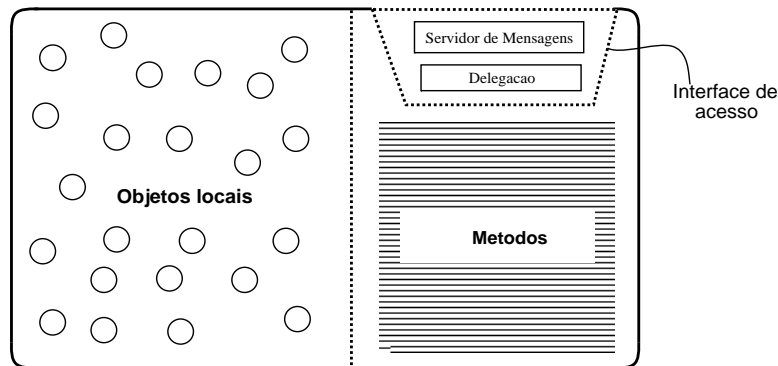 Servidor de Mensagens
Delegacao
Interface de
acesso
Objetos locais
Metodos